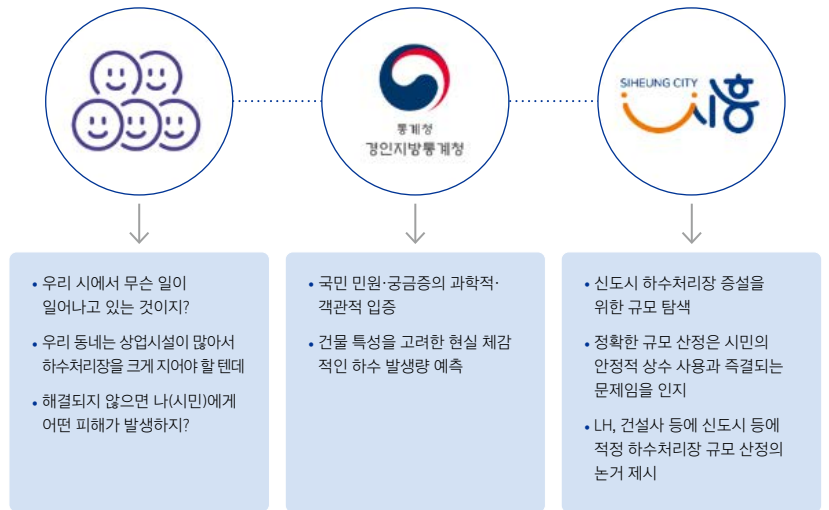 통계청
경인지방통계청
SIHEUNG CITY
시흥
• 우리 시에서 무슨 일이
일어나고 있는 것이지?
• 우리 동네는 상업시설이 많아서
하수처리장을 크게 지어야 할 텐데
• 해결되지 않으면 나(시민)에게
어떤 피해가 발생하지?
• 국민 민원·궁금증의 과학적·
객관적 입증
• 건물 특성을 고려한 현실 체감
적인 하수 발생량 예측
• 신도시 하수처리장 증설을
위한 규모 탐색
• 정확한 규모 산정은 시민의
안정적 상수 사용과 즉결되는
문제임을 인지
• LH, 건설사 등에 신도시 등에
적정 하수처리장 규모 산정의
논거 제시